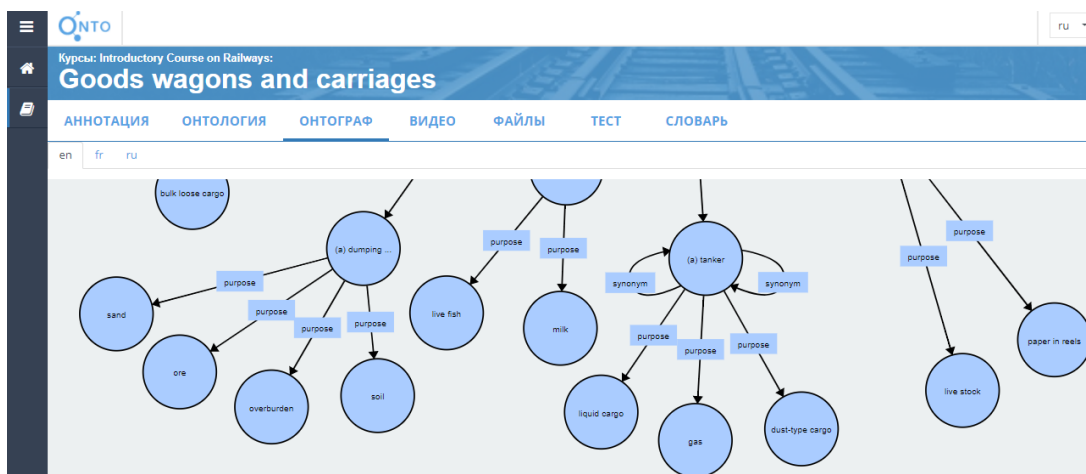 ONTO
ru
Курсы: Introductory Course on Railways:
Goods wagons and carriages
АННОТАЦИЯ ОНТОЛОГИЯ ОНТОГРАФ ВИДЕО ФАЙЛЫ ТЕСТ СЛОВАРЬ
en fr ru
bulk loose cargo
purpose
purpose
purpose
(a) dumping ...
purpose
(a) tanker
purpose
synonym
synonym
live fish
sand
purpose
purpose
purpose
milk
purpose
purpose
purpose
paper in reels
ore
live stock
soil
overburden
liquid cargo
dust-type cargo
gas